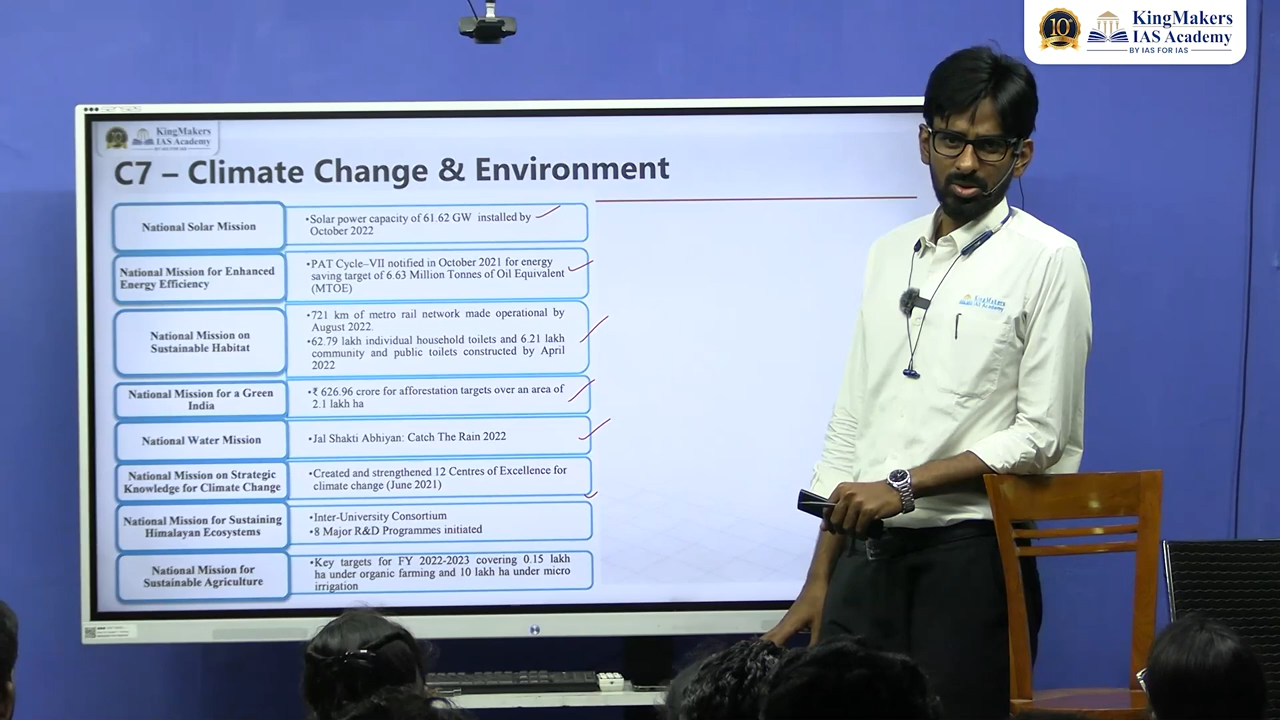 10
KingMakers
IAS Academy
BY IAS FOR IAS
10
KingMakers
IAS Academy
BY IAS FOR IAS
C7 – Climate Change & Environment
National Solar Mission
•Solar power capacity of 61.62 GW installed by
October 2022
National Mission for Enhanced
Energy Efficiency
•PAT Cycle–VII notified in October 2021 for energy
saving target of 6.63 Million Tonnes of Oil Equivalent
(MTOE)
National Mission on
Sustainable Habitat
•721 km of metro rail network made operational by
August 2022.
•62.79 lakh individual household toilets and 6.21 lakh
community and public toilets constructed by April
2022
National Mission for a Green
India
•₹ 626.96 crore for afforestation targets over an area of
2.1 lakh ha
National Water Mission
•Jal Shakti Abhiyan: Catch The Rain 2022
National Mission on Strategic
Knowledge for Climate Change
•Created and strengthened 12 Centres of Excellence for
climate change (June 2021)
National Mission for Sustaining
Himalayan Ecosystems
•Inter-University Consortium
•8 Major R&D Programmes initiated
National Mission for
Sustainable Agriculture
•Key targets for FY 2022-2023 covering 0.15 lakh
ha under organic farming and 10 lakh ha under micro
irrigation
KingMakers
IAS Academy